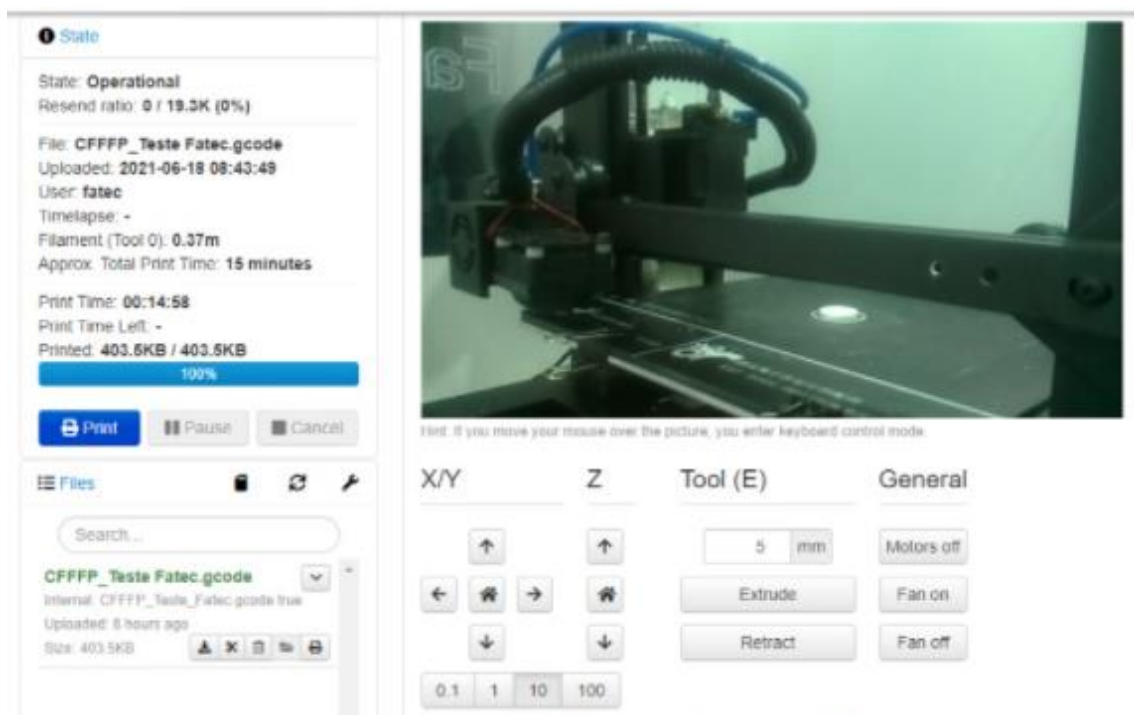 State
State: Operational
Resend ratio: 0 / 19.3K (0%)
File: CFFFP_Teste Fatec.gcode
Uploaded: 2021-06-18 08:43:49
User: fatec
Timelapse: -
Filament (Tool 0): 0.37m
Approx. Total Print Time: 15 minutes
Print Time: 00:14:58
Print Time Left: -
Printed: 403.5KB / 403.5KB
100%
Print Pause Cancel
Files
Search...
CFFFP_Teste Fatec.gcode
Internal: CFFFP_Teste_Fatec.gcode true
Uploaded: 6 hours ago
Size: 403.5KB
Hint: If you move your mouse over the picture, you enter keyboard control mode.
X/Y Z Tool (E) General
5 mm Motors off
Extrude Fan on
Retract Fan off
0.1 1 10 100